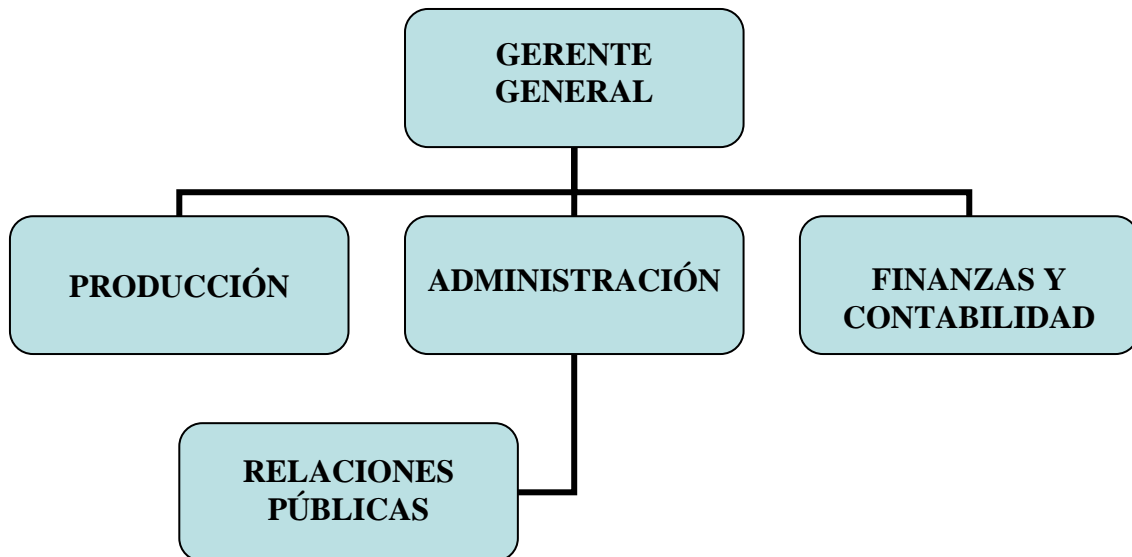 GERENTE
GENERAL
PRODUCCIÓN
ADMINISTRACIÓN
FINANZAS Y
CONTABILIDAD
RELACIONES
PÚBLICAS